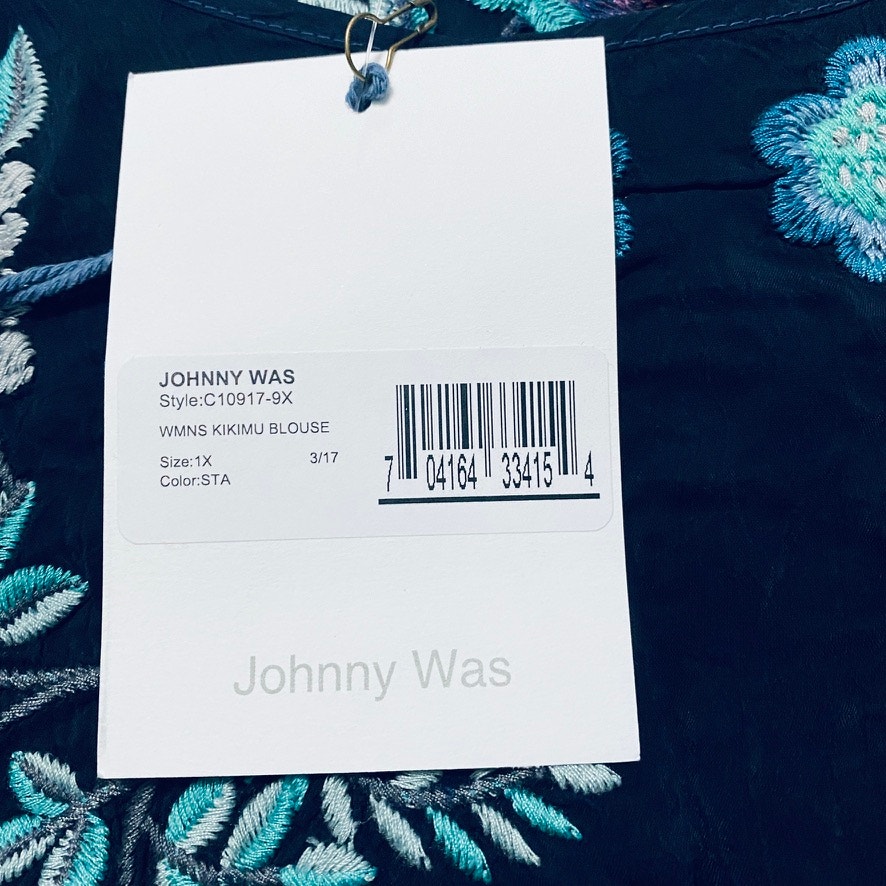 JOHNNY WAS
Style:C10917-9X
WMNS KIKIMU BLOUSE
Size:1X 3/17
Color:STA
7 04164 33415 4
Johnny Was